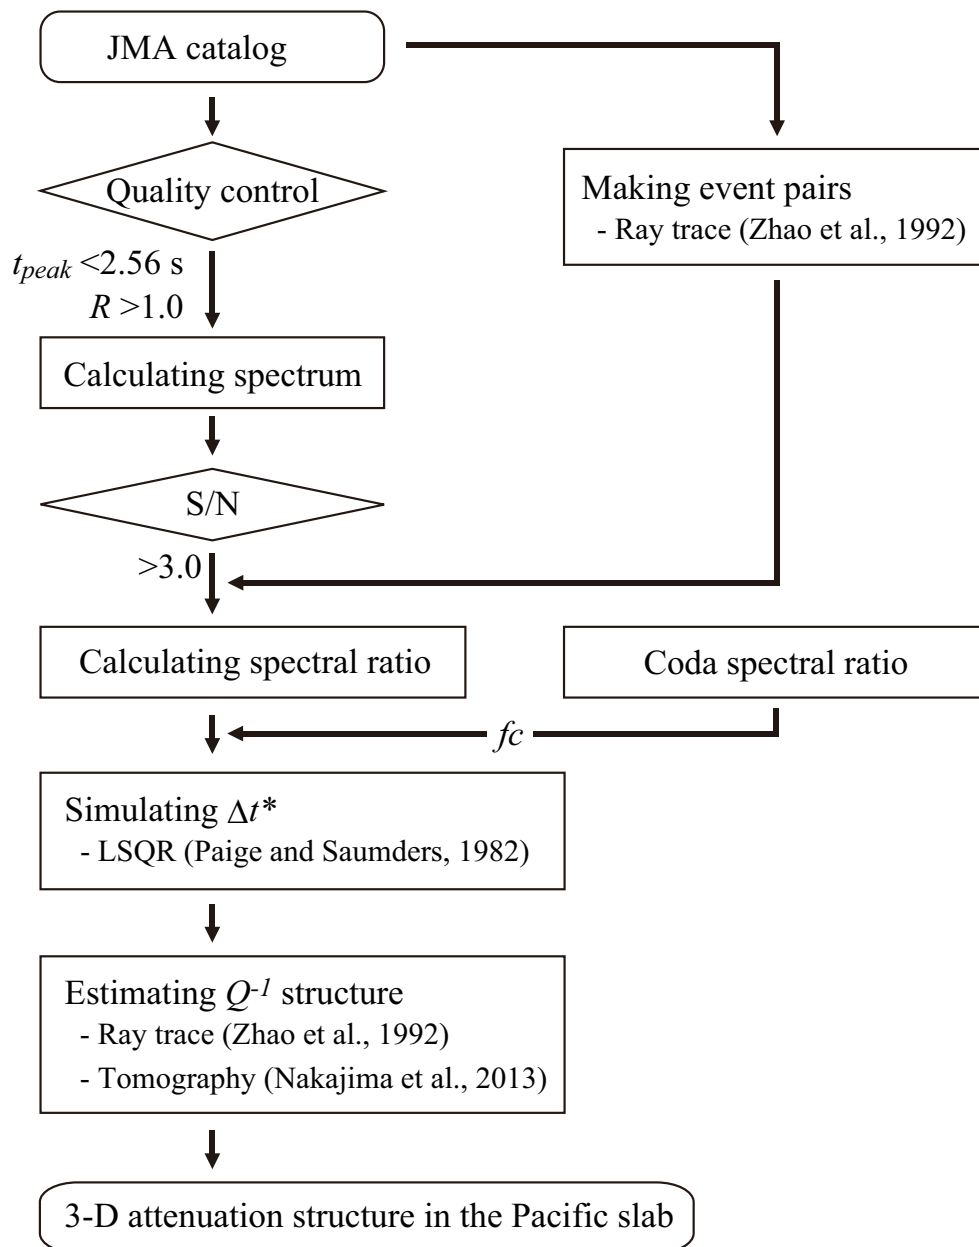 JMA catalog
Quality control
Making event pairs
- Ray trace (Zhao et al., 1992)
t_peak <2.56 s
R >1.0
Calculating spectrum
S/N
>3.0
Calculating spectral ratio
Coda spectral ratio
fc
Simulating Δt*
- LSQR (Paige and Saumders, 1982)
Estimating Q⁻¹ structure
- Ray trace (Zhao et al., 1992)
- Tomography (Nakajima et al., 2013)
3-D attenuation structure in the Pacific slab